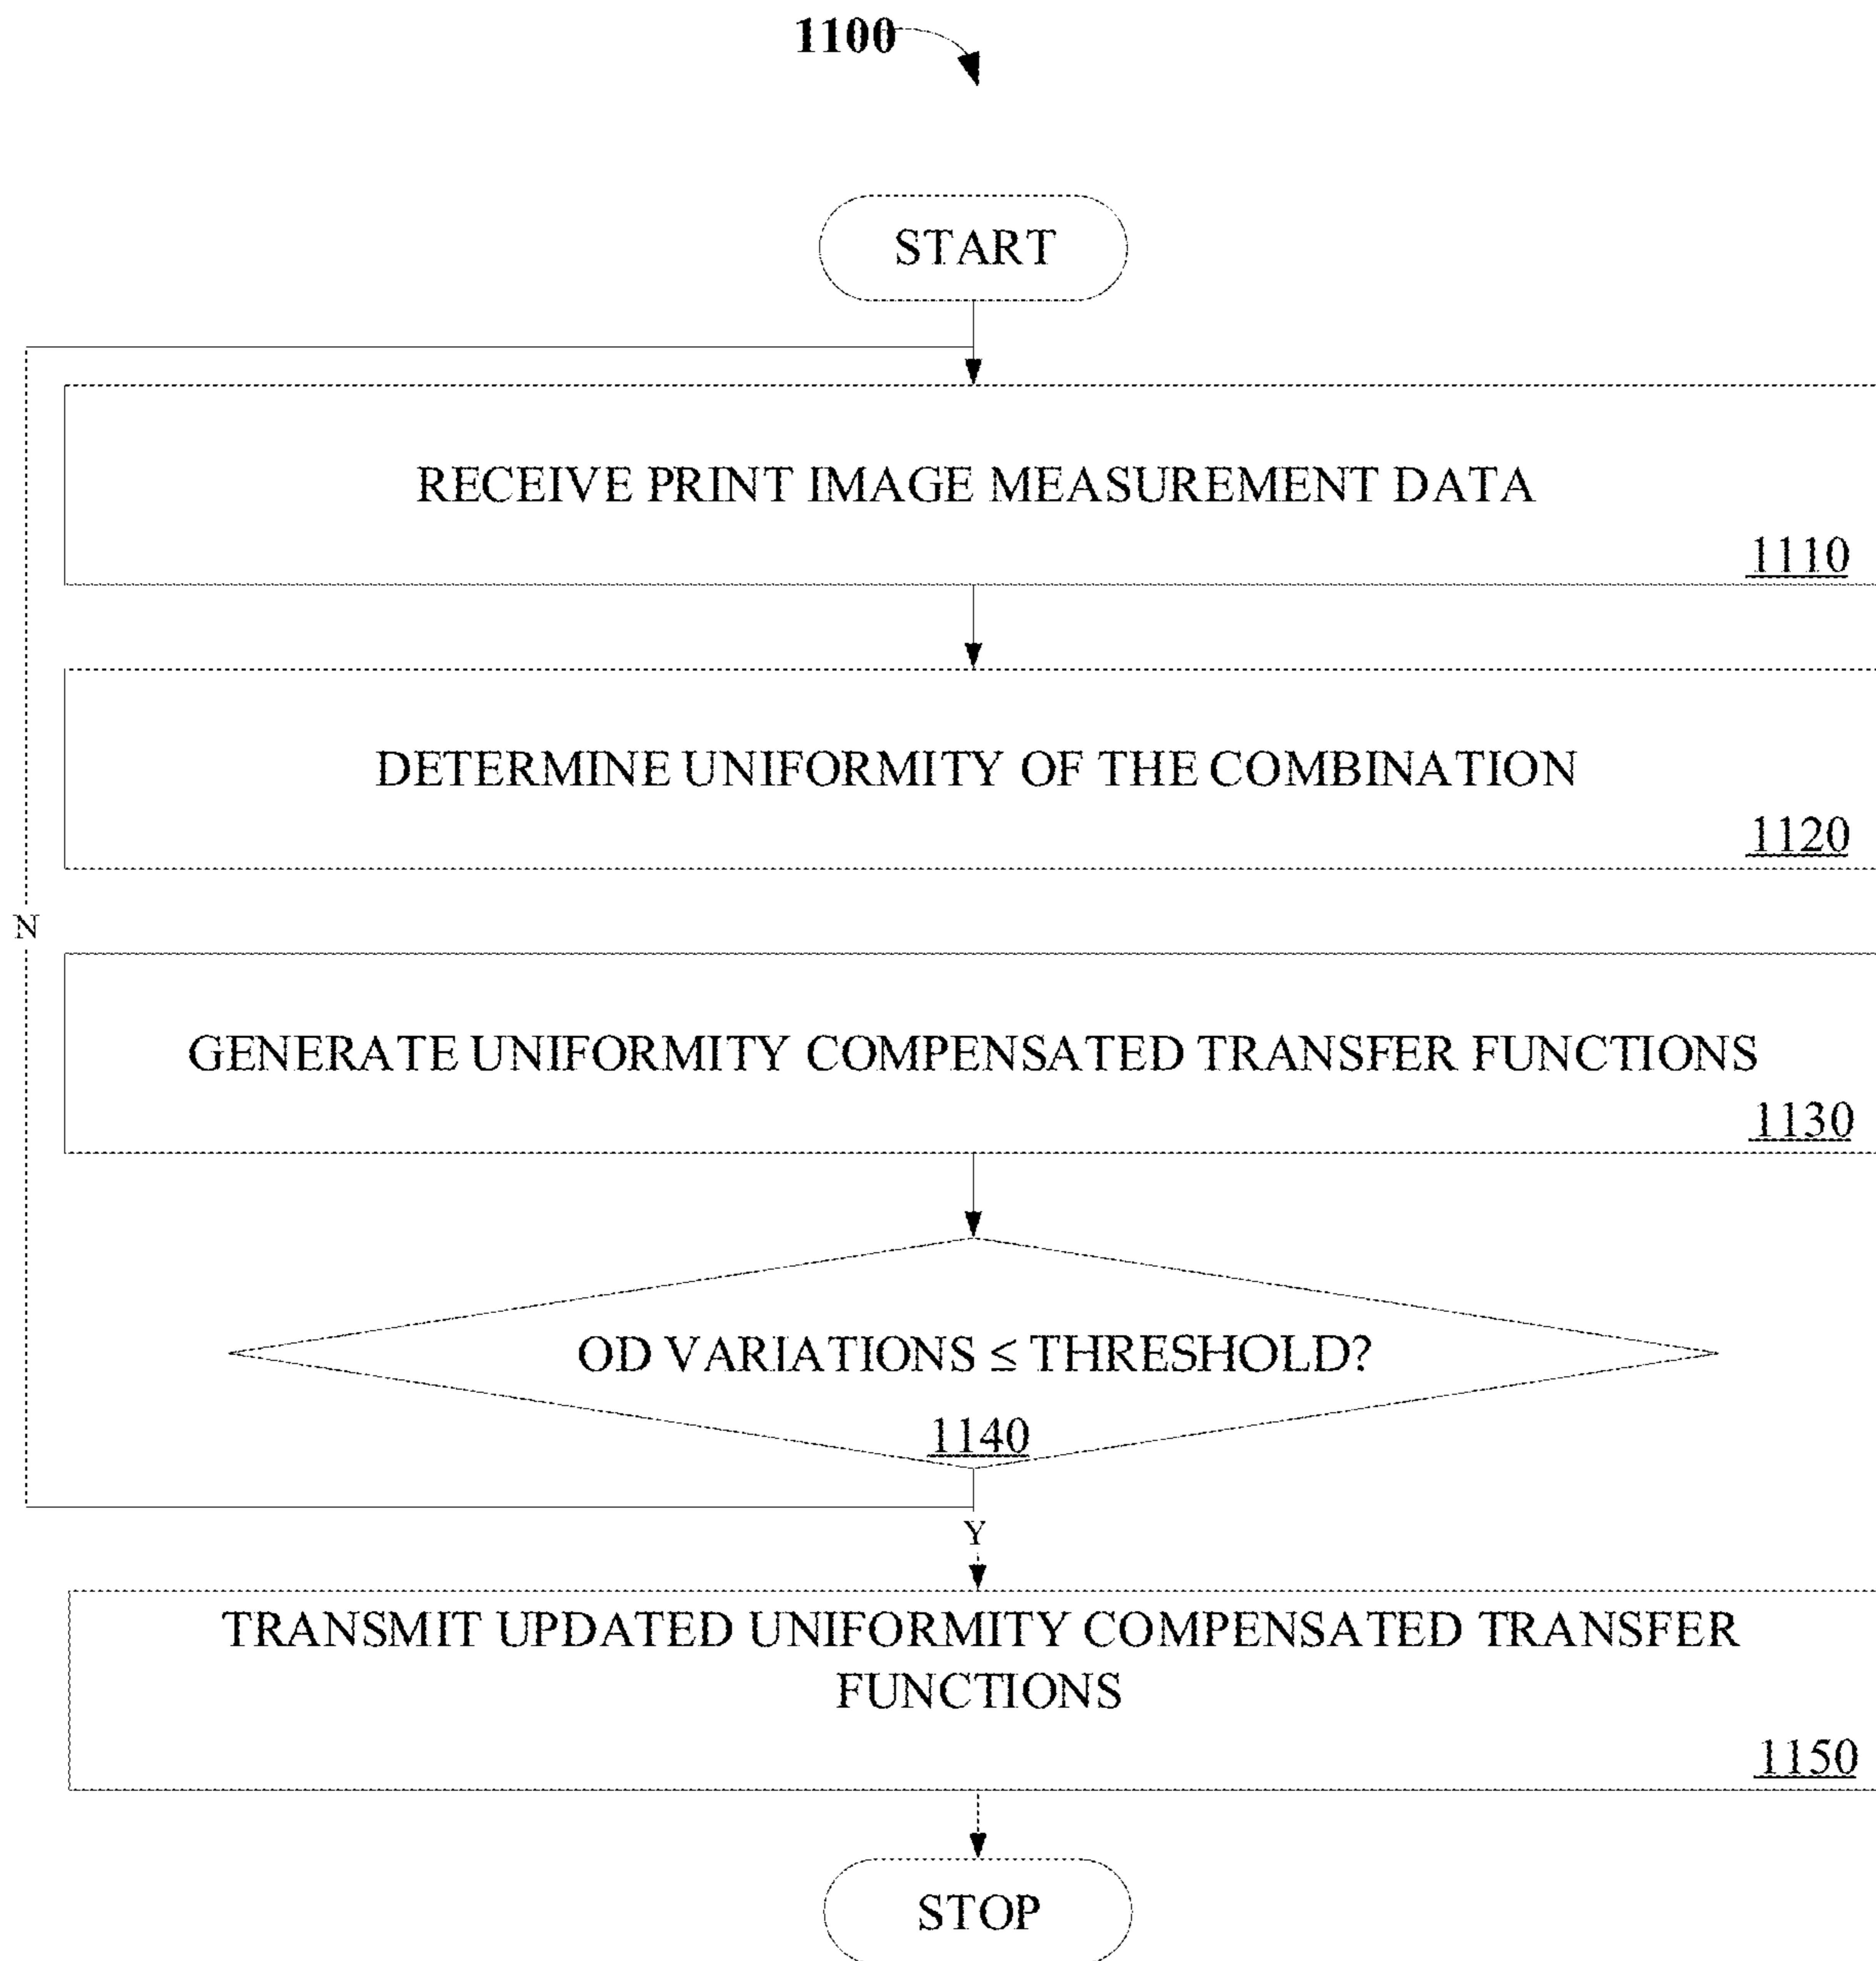 1100
START
RECEIVE PRINT IMAGE MEASUREMENT DATA
1110
DETERMINE UNIFORMITY OF THE COMBINATION
1120
N
GENERATE UNIFORMITY COMPENSATED TRANSFER FUNCTIONS
1130
OD VARIATIONS ≤ THRESHOLD?
1140
Y
TRANSMIT UPDATED UNIFORMITY COMPENSATED TRANSFER
FUNCTIONS
1150
STOP